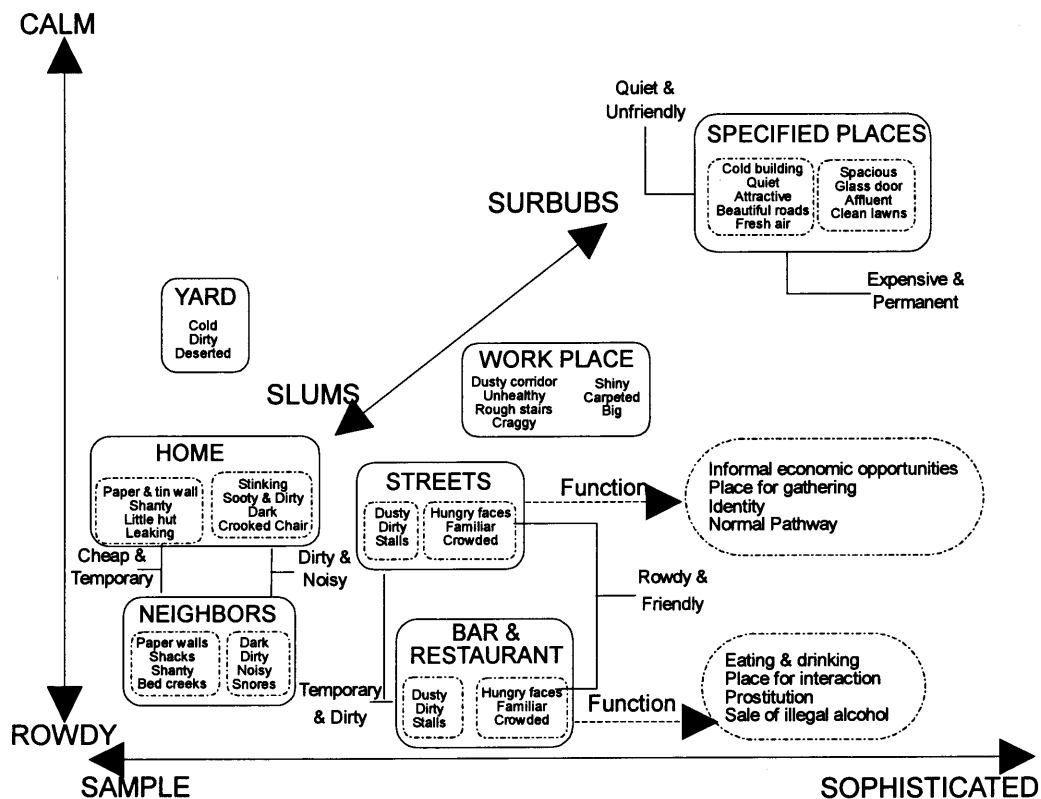 CALM
Quiet &
Unfriendly
SPECIFIED PLACES
Cold building
Quiet
Attractive
Beautiful roads
Fresh air
Spacious
Glass door
Affluent
Clean lawns
SURBUBS
Expensive &
Permanent
YARD
Cold
Dirty
Deserted
SLUMS
WORK PLACE
Dusty corridor
Unhealthy
Rough stairs
Craggy
Shiny
Carpeted
Big
HOME
Paper & tin wall
Shanty
Little hut
Leaking
Stinking
Sooty & Dirty
Dark
Crooked Chair
STREETS
Dusty
Dirty
Stalls
Hungry faces
Familiar
Crowded
Function
Informal economic opportunities
Place for gathering
Identity
Normal Pathway
Cheap &
Temporary
Dirty &
Noisy
Rowdy &
Friendly
NEIGHBORS
Paper walls
Shacks
Shanty
Bed creeks
Dark
Dirty
Noisy
Snores
BAR &
RESTAURANT
Dusty
Dirty
Stalls
Hungry faces
Familiar
Crowded
Temporary
& Dirty
Function
Eating & drinking
Place for interaction
Prostitution
Sale of illegal alcohol
ROWDY
SAMPLE
SOPHISTICATED